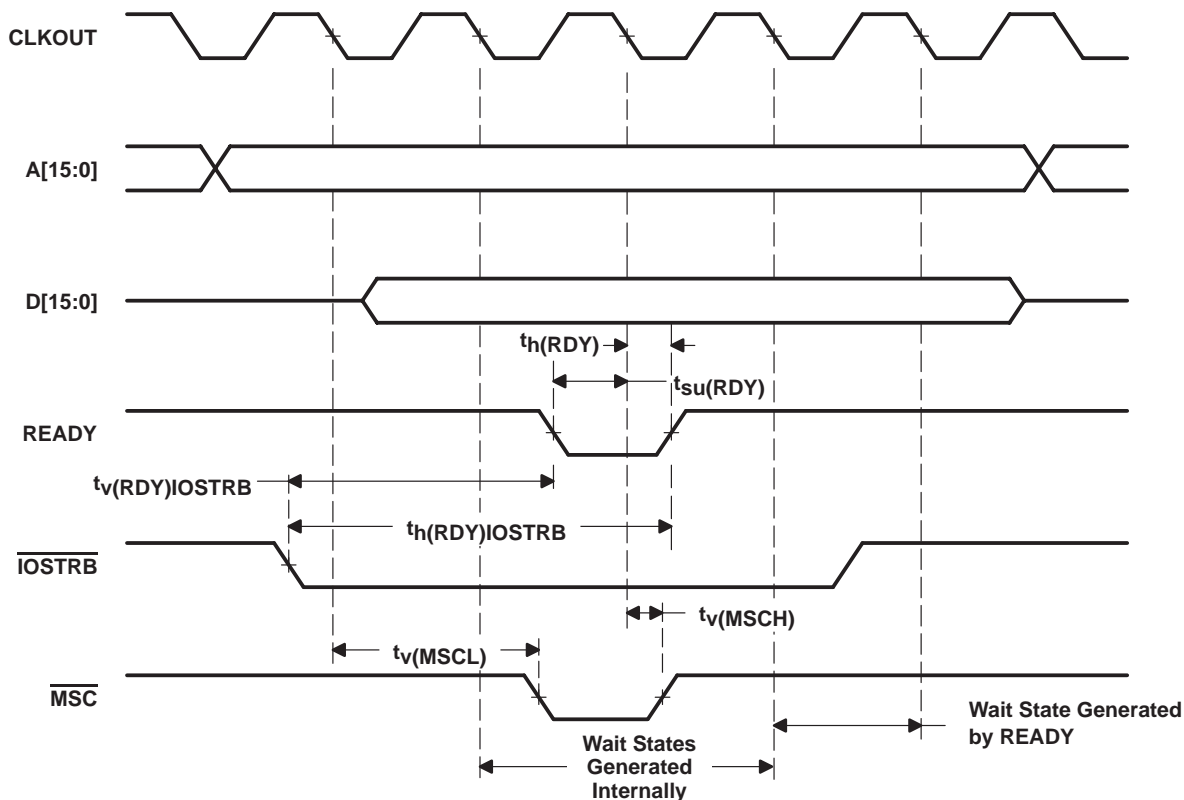 CLKOUT
A[15:0]
D[15:0]
th(RDY)
tsu(RDY)
READY
tv(RDY)IOSTRB
th(RDY)IOSTRB
IOSTRB
tv(MSCH)
tv(MSCL)
MSC
Wait State Generated
by READY
Wait States
Generated
Internally